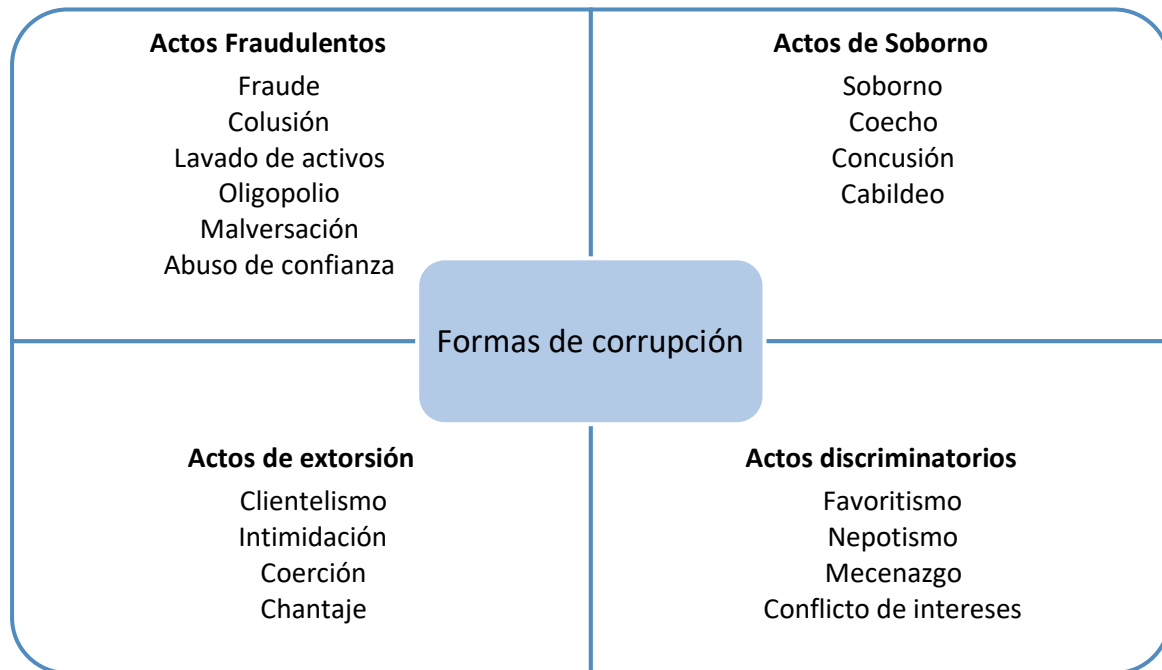 Actos Fraudulentos
Fraude
Colusión
Lavado de activos
Oligopolio
Malversación
Abuso de confianza
Actos de Soborno
Soborno
Coecho
Concusión
Cabildeo
Formas de corrupción
Actos de extorsión
Clientelismo
Intimidación
Coerción
Chantaje
Actos discriminatorios
Favoritismo
Nepotismo
Mecenazgo
Conflicto de intereses